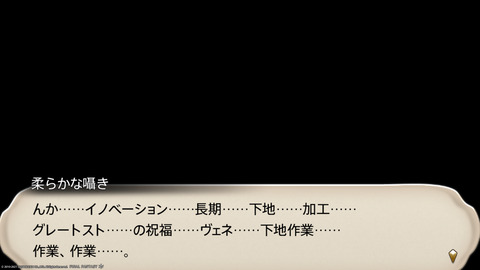 柔らかな囁き
んか……イノベーション……長期……下地……加工……
グレートスト……の祝福……ヴェネ……下地作業……
作業、作業……。